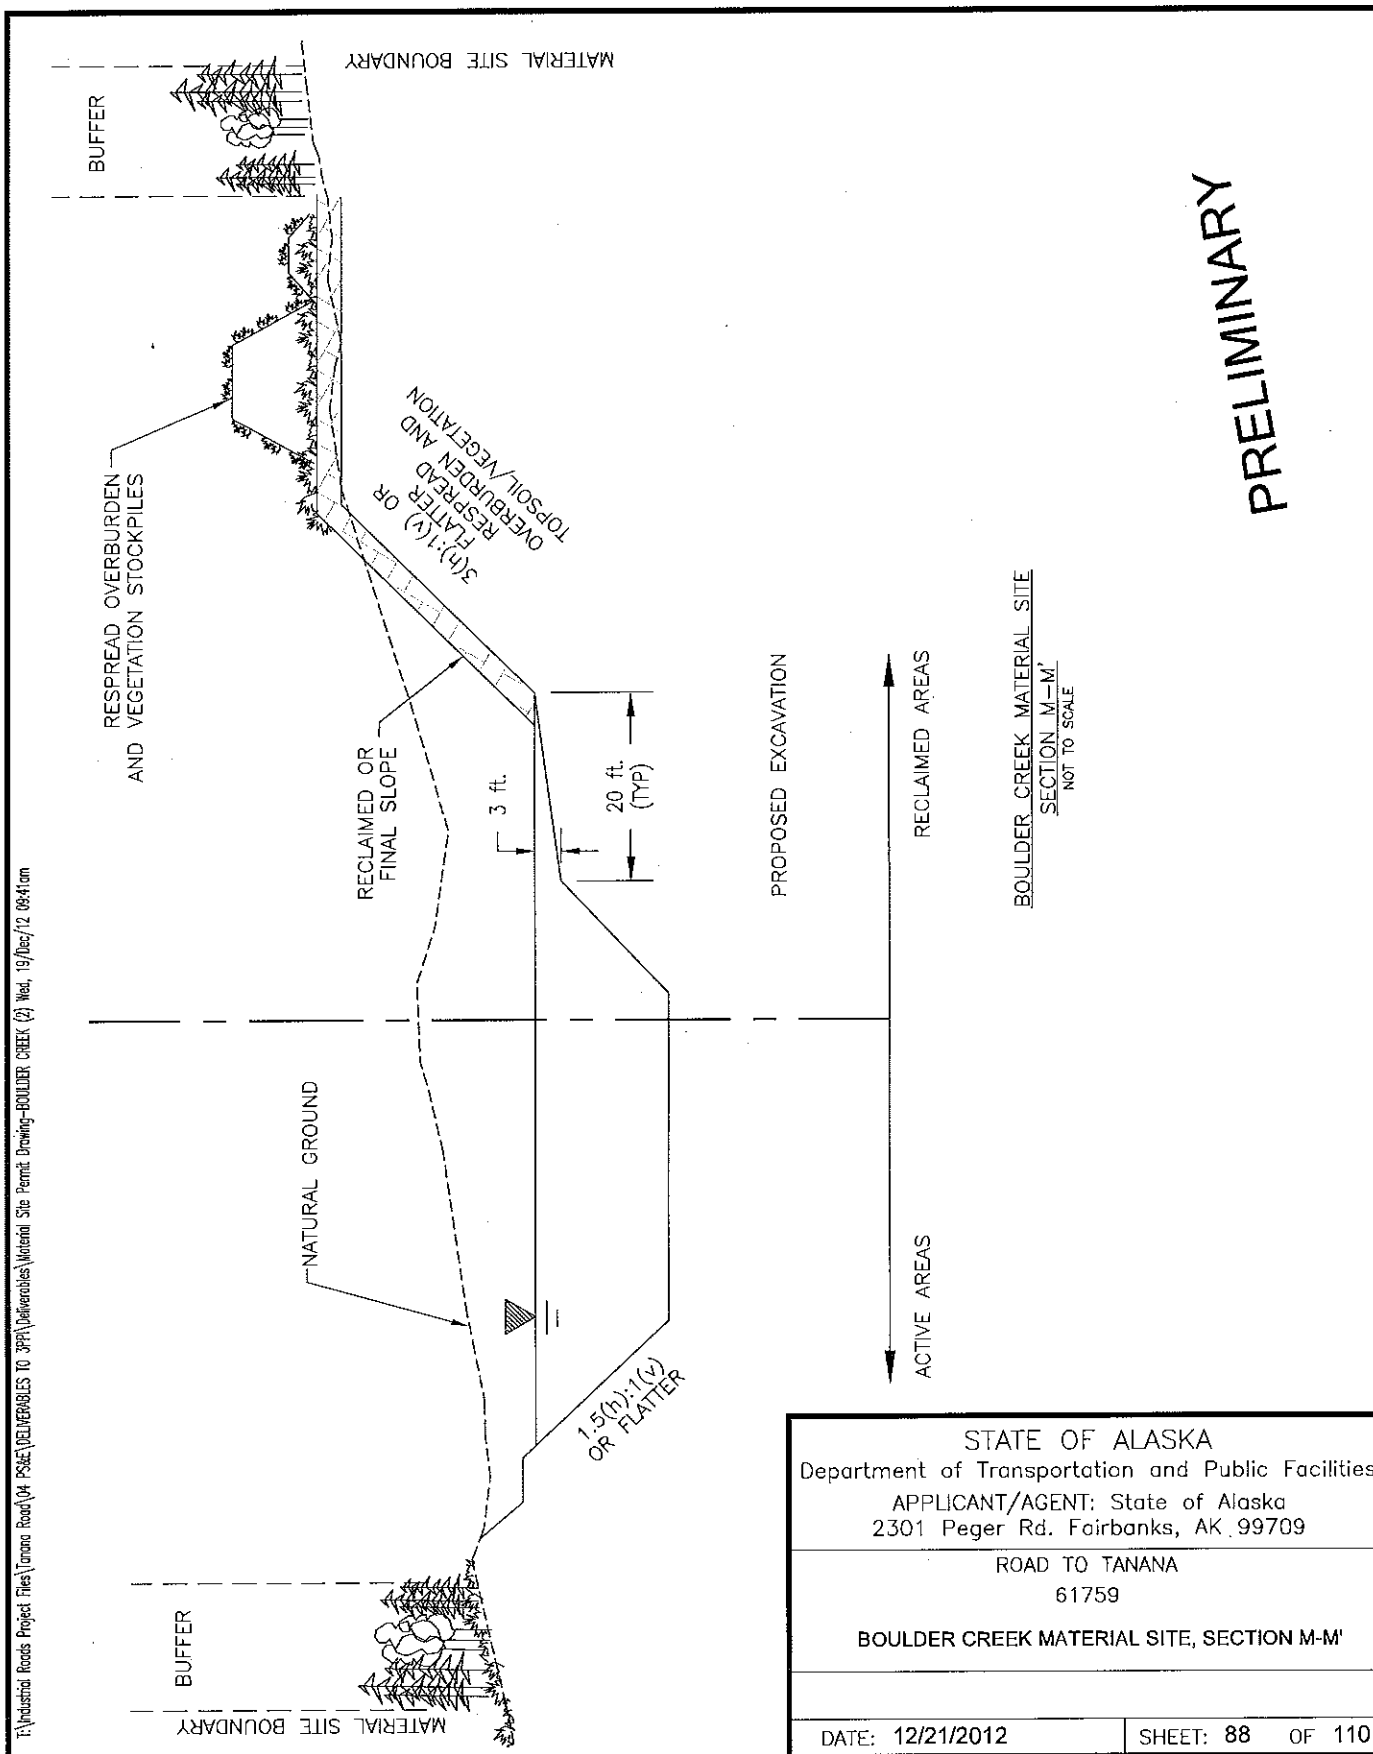 T:\Industrial Roads Project Files\Tanana Road\04 PS&E\DELIVERABLES TO 3PPI\Deliverables\Material Site Permit Drawing-BOULDER CREEK (2) Wed, 19/Dec/12 09:41am
MATERIAL SITE BOUNDARY
BUFFER
NATURAL GROUND
RESPREAD OVERBURDEN
AND VEGETATION STOCKPILES
BUFFER
MATERIAL SITE BOUNDARY
RECLAIMED OR
FINAL SLOPE
3(h):1(v) OR
FLATTER
RESPREAD
OVERBURDEN AND
TOPSOIL/VEGETATION
3 ft.
20 ft.
(TYP)
1.5(h):1(v)
OR FLATTER
PROPOSED EXCAVATION
ACTIVE AREAS
RECLAIMED AREAS
BOULDER CREEK MATERIAL SITE
SECTION M-M'
NOT TO SCALE
PRELIMINARY
STATE OF ALASKA
Department of Transportation and Public Facilities
APPLICANT/AGENT: State of Alaska
2301 Peger Rd. Fairbanks, AK 99709
ROAD TO TANANA
61759
BOULDER CREEK MATERIAL SITE, SECTION M-M'
DATE: 12/21/2012
SHEET: 88 OF 110